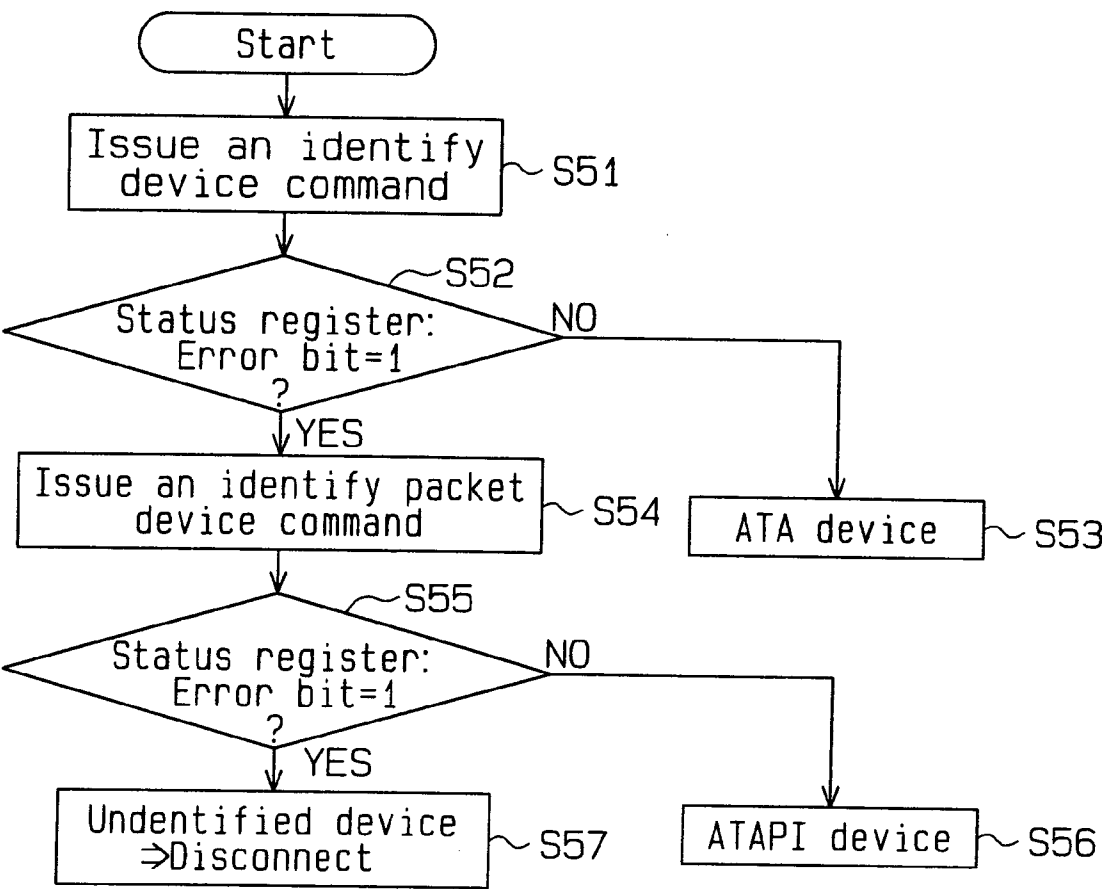 Start
Issue an identify
device command
S51
S52
Status register:
Error bit=1
?
NO
YES
Issue an identify packet
device command
S54
ATA device
S53
S55
Status register:
Error bit=1
?
NO
YES
Undentified device
⇒Disconnect
S57
ATAPI device
S56